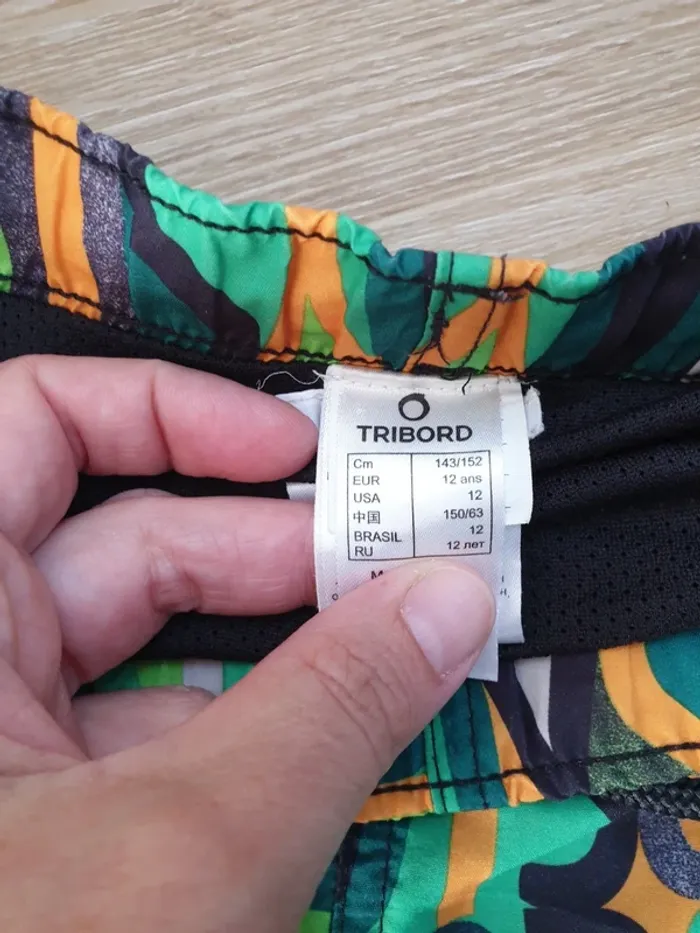 TRIBORD
Cm 143/152
EUR 12 ans
USA 12
中国 150/63
BRASIL 12
RU 12 лет